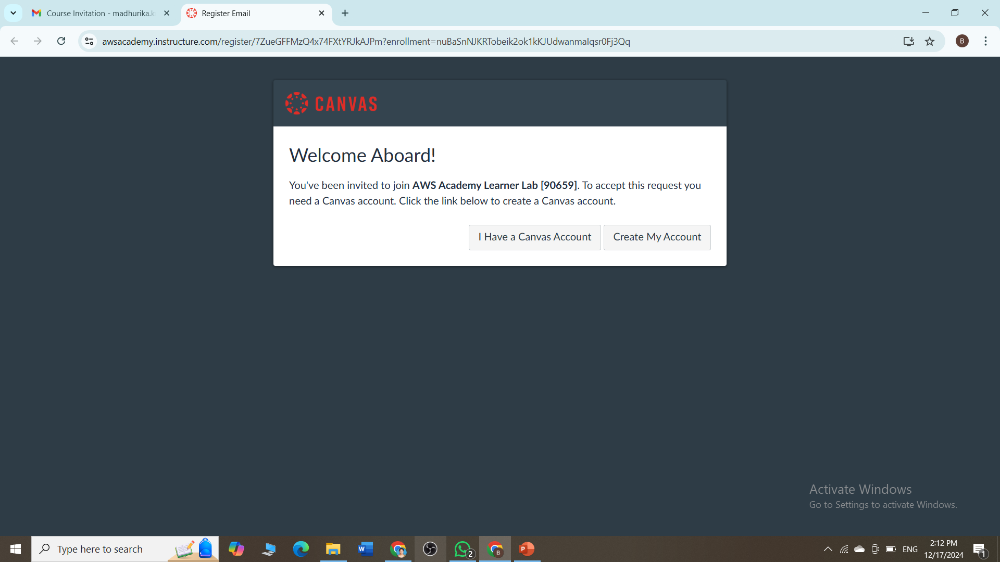 Course Invitation - madhurika.k
Register Email
awsacademy.instructure.com/register/7ZueGFFMzQ4x74FXtYRJkAJPm?enrollment=nuBaSnNJKRTobeik2ok1kKJUdwanmaIqsr0Fj3Qq
B
CANVAS
Welcome Aboard!
You've been invited to join AWS Academy Learner Lab [90659]. To accept this request you
need a Canvas account. Click the link below to create a Canvas account.
I Have a Canvas Account
Create My Account
Activate Windows
Go to Settings to activate Windows.
Type here to search
W
2
B
P
ENG
2:12 PM
12/17/2024
1